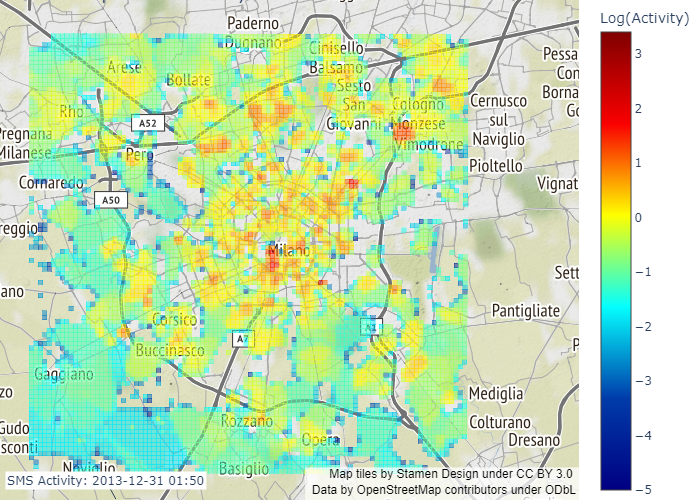 Paderno
Dugnano
Cinisello
Balsamo
Arese
Bollate
Sesto
San
Giovanni
Cologno
Monzese
Vimodrone
Cernusco
sul
Naviglio
Pioltello
Pessa
Con
Borna
Go
Rho
A52
Pregnana
Milanese
Pero
Cornaredo
A50
Vignat
reggio
Milano
Sett
ano
Pantigliate
Corsico
A7
A1
Buccinasco
P
Gaggiano
zo
Mediglia
Rozzano
Colturano
Gudo
sconti
Opera
Dresano
Noviglio
Basiglio
SMS Activity: 2013-12-31 01:50
Map tiles by Stamen Design under CC BY 3.0
Data by OpenStreetMap contributors under ODbL
Log(Activity)
3
2
1
0
−1
−2
−3
−4
−5